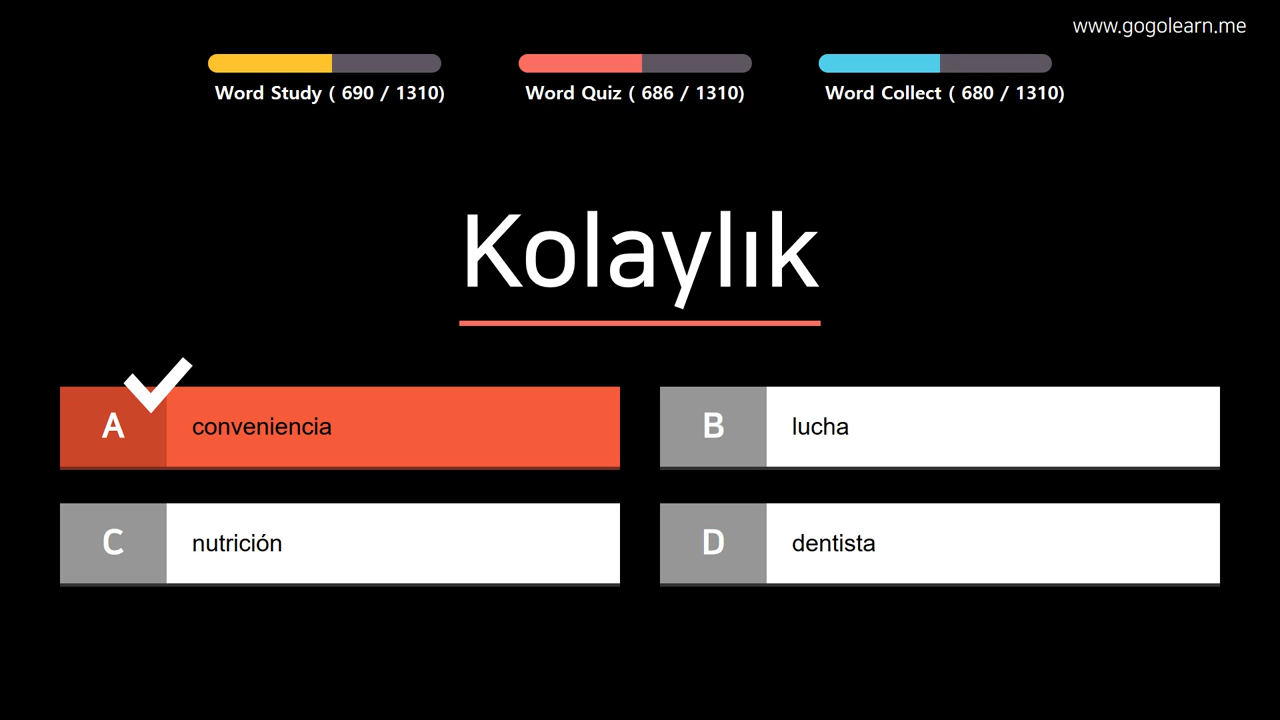 www.gogolearn.me
Word Study ( 690 / 1310)
Word Quiz ( 686 / 1310)
Word Collect ( 680 / 1310)
Kolaylık
A conveniencia
B lucha
C nutrición
D dentista